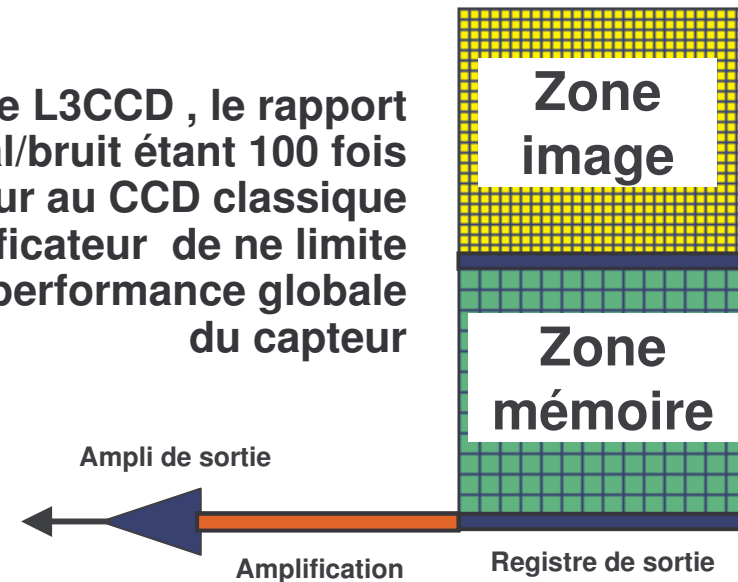 e L3CCD , le rapport
al/bruit étant 100 fois
ur au CCD classique
ficateur de ne limite
performance globale
du capteur
Zone
image
Zone
mémoire
Ampli de sortie
Amplification
Registre de sortie